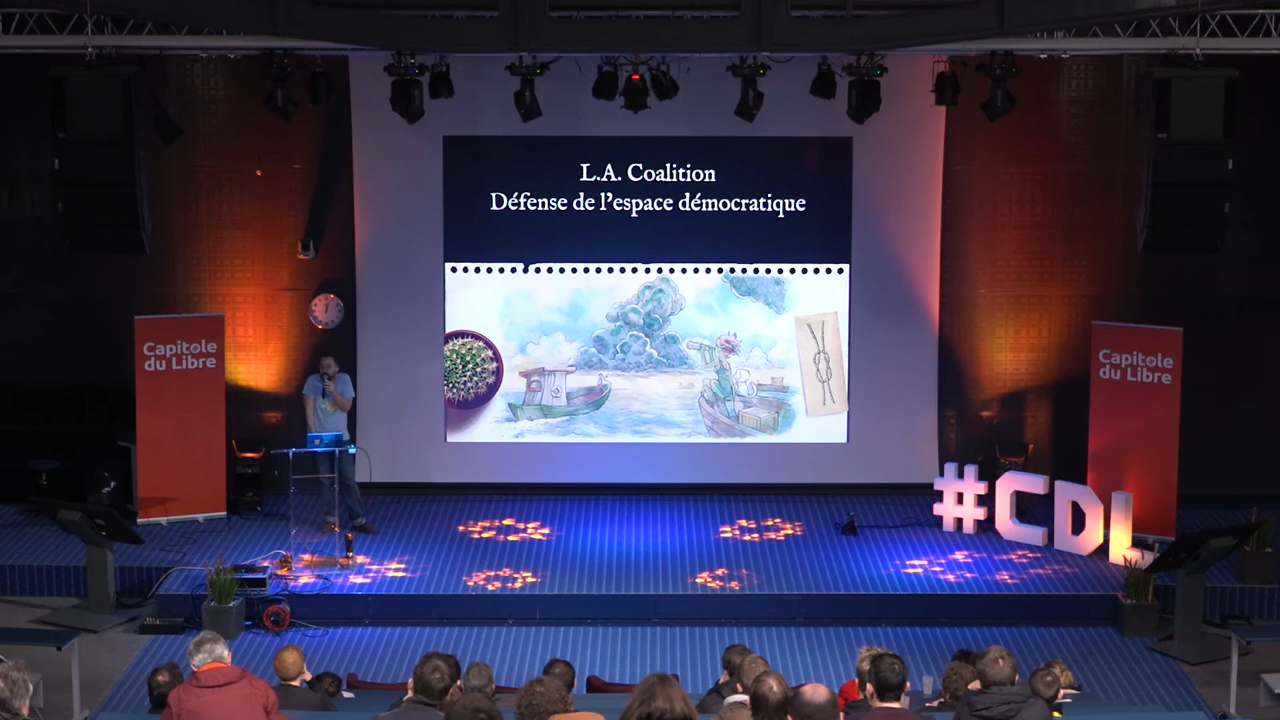 L.A. Coalition
Défense de l'espace démocratique
Capitole
du Libre
Capitole
du Libre
#CDL